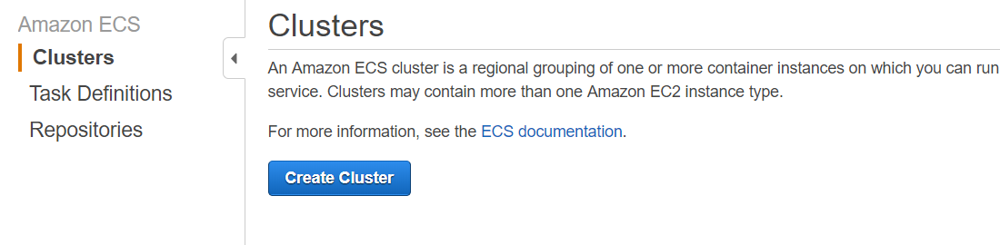 Amazon ECS
Clusters
Task Definitions
Repositories
Clusters
An Amazon ECS cluster is a regional grouping of one or more container instances on which you can run
service. Clusters may contain more than one Amazon EC2 instance type.
For more information, see the ECS documentation.
Create Cluster